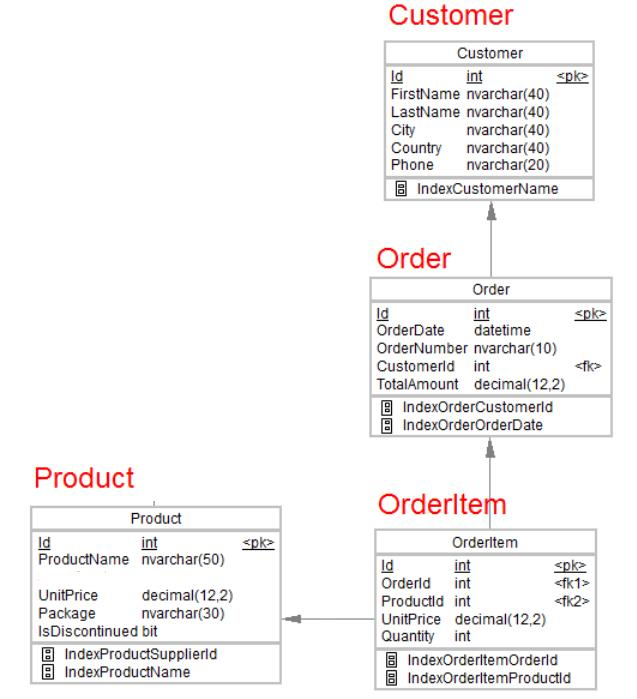 Customer
Customer
Id int <pk>
FirstName nvarchar(40)
LastName nvarchar(40)
City nvarchar(40)
Country nvarchar(40)
Phone nvarchar(20)
IndexCustomerName
Order
Order
Id int <pk>
OrderDate datetime
OrderNumber nvarchar(10)
CustomerId int <fk>
TotalAmount decimal(12,2)
IndexOrderCustomerId
IndexOrderOrderDate
Product
Product
Id int <pk>
ProductName nvarchar(50)
UnitPrice decimal(12,2)
Package nvarchar(30)
IsDiscontinued bit
IndexProductSupplierId
IndexProductName
OrderItem
OrderItem
Id int <pk>
OrderId int <fk1>
ProductId int <fk2>
UnitPrice decimal(12,2)
Quantity int
IndexOrderItemOrderId
IndexOrderItemProductId